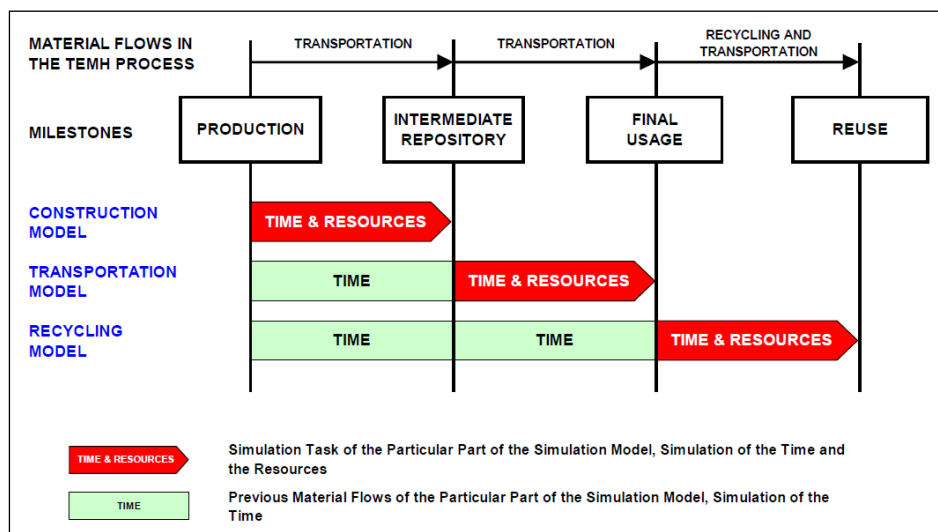 MATERIAL FLOWS IN
THE TEMH PROCESS
TRANSPORTATION
TRANSPORTATION
RECYCLING AND
TRANSPORTATION
MILESTONES
PRODUCTION
INTERMEDIATE
REPOSITORY
FINAL
USAGE
REUSE
CONSTRUCTION
MODEL
TIME & RESOURCES
TRANSPORTATION
MODEL
TIME
TIME & RESOURCES
RECYCLING
MODEL
TIME
TIME
TIME & RESOURCES
TIME & RESOURCES
Simulation Task of the Particular Part of the Simulation Model, Simulation of the Time and
the Resources
TIME
Previous Material Flows of the Particular Part of the Simulation Model, Simulation of the
Time